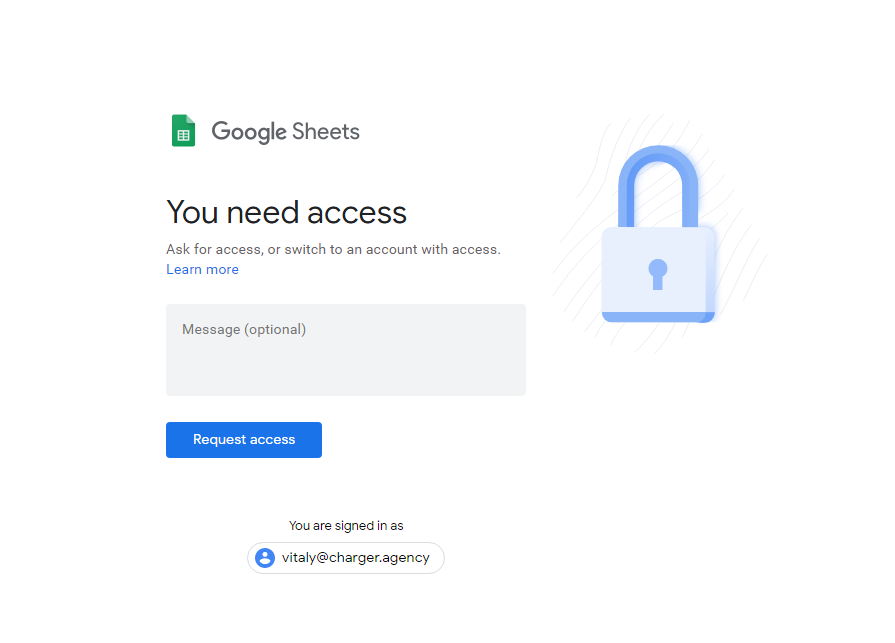 Google Sheets
You need access
Ask for access, or switch to an account with access.
Learn more
Message (optional)
Request access
You are signed in as
vitaly@charger.agency